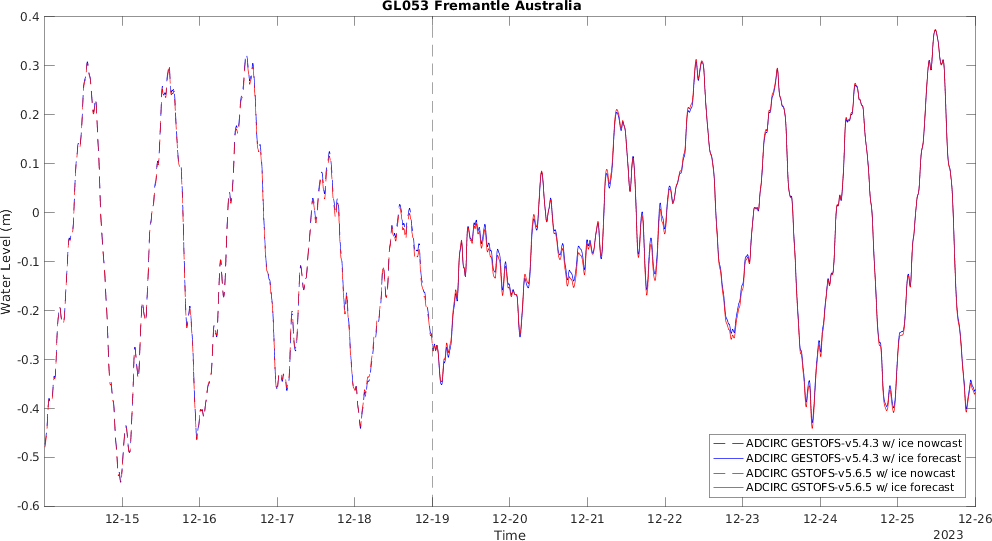 GL053 Fremantle Australia
0.4
0.3
0.2
0.1
0
-0.1
-0.2
-0.3
-0.4
-0.5
-0.6
Water Level (m)
ADCIRC GESTOFS-v5.4.3 w/ ice nowcast
ADCIRC GESTOFS-v5.4.3 w/ ice forecast
ADCIRC GSTOFS-v5.6.5 w/ ice nowcast
ADCIRC GSTOFS-v5.6.5 w/ ice forecast
12-15 12-16 12-17 12-18 12-19 12-20 12-21 12-22 12-23 12-24 12-25 12-26
Time
2023